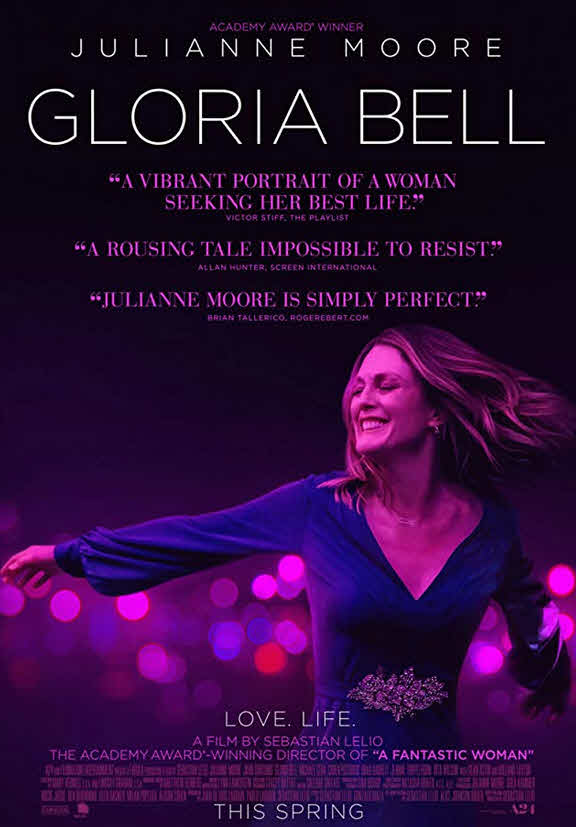 ACADEMY AWARD® WINNER
JULIANNE MOORE
GLORIA BELL
“A VIBRANT PORTRAIT OF A WOMAN
SEEKING HER BEST LIFE.”
VICTOR STIFF, THE PLAYLIST
“A ROUSING TALE IMPOSSIBLE TO RESIST.”
ALLAN HUNTER, SCREEN INTERNATIONAL
“JULIANNE MOORE IS SIMPLY PERFECT.”
BRIAN TALLERICO, ROGEREBERT.COM
LOVE. LIFE.
A FILM BY SEBASTIAN LELIO
THE ACADEMY AWARD®-WINNING DIRECTOR OF “A FANTASTIC WOMAN”
THIS SPRING
A24